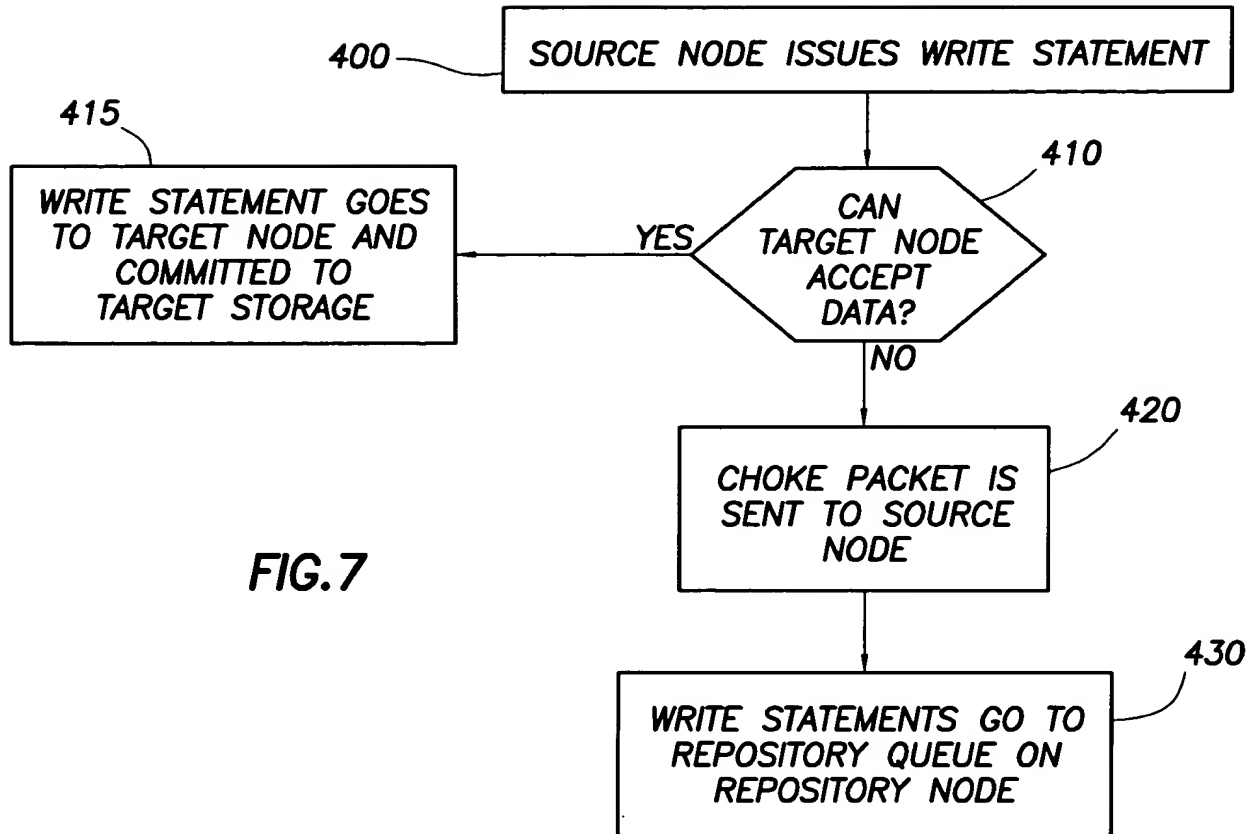 400
SOURCE NODE ISSUES WRITE STATEMENT
415
WRITE STATEMENT GOES
TO TARGET NODE AND
COMMITTED TO
TARGET STORAGE
410
CAN
TARGET NODE
ACCEPT
DATA?
YES
NO
420
CHOKE PACKET IS
SENT TO SOURCE
NODE
FIG.7
430
WRITE STATEMENTS GO TO
REPOSITORY QUEUE ON
REPOSITORY NODE